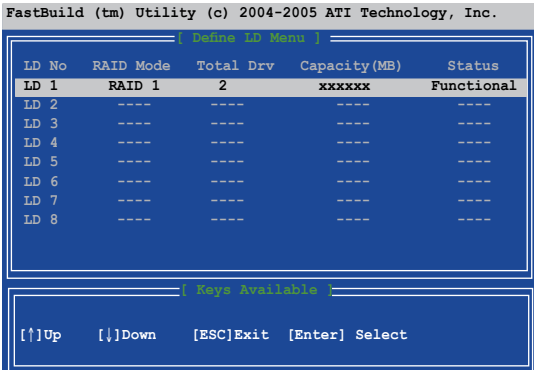 FastBuild (tm) Utility (c) 2004-2005 ATI Technology, Inc.
[ Define LD Menu ]
LD No RAID Mode Total Drv Capacity(MB) Status
LD 1 RAID 1 2 xxxxxx Functional
LD 2 ---- ---- ---- ----
LD 3 ---- ---- ---- ----
LD 4 ---- ---- ---- ----
LD 5 ---- ---- ---- ----
LD 6 ---- ---- ---- ----
LD 7 ---- ---- ---- ----
LD 8 ---- ---- ---- ----
[ Keys Available ]
[↑]Up [↓]Down [ESC]Exit [Enter] Select